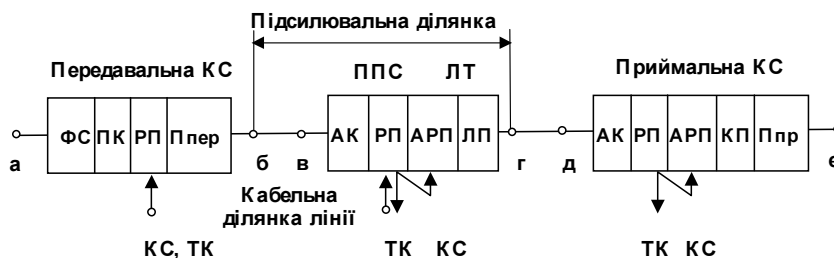 Підсилювальна ділянка
Передавальна КС
ППС ЛТ
Приймальна КС
ФС ПК РП Ппер
АК РП АРП ЛП
АК РП АРП КП Ппр
а б в г д е
Кабельна
ділянка лінії
КС, ТК
ТК КС
ТК КС